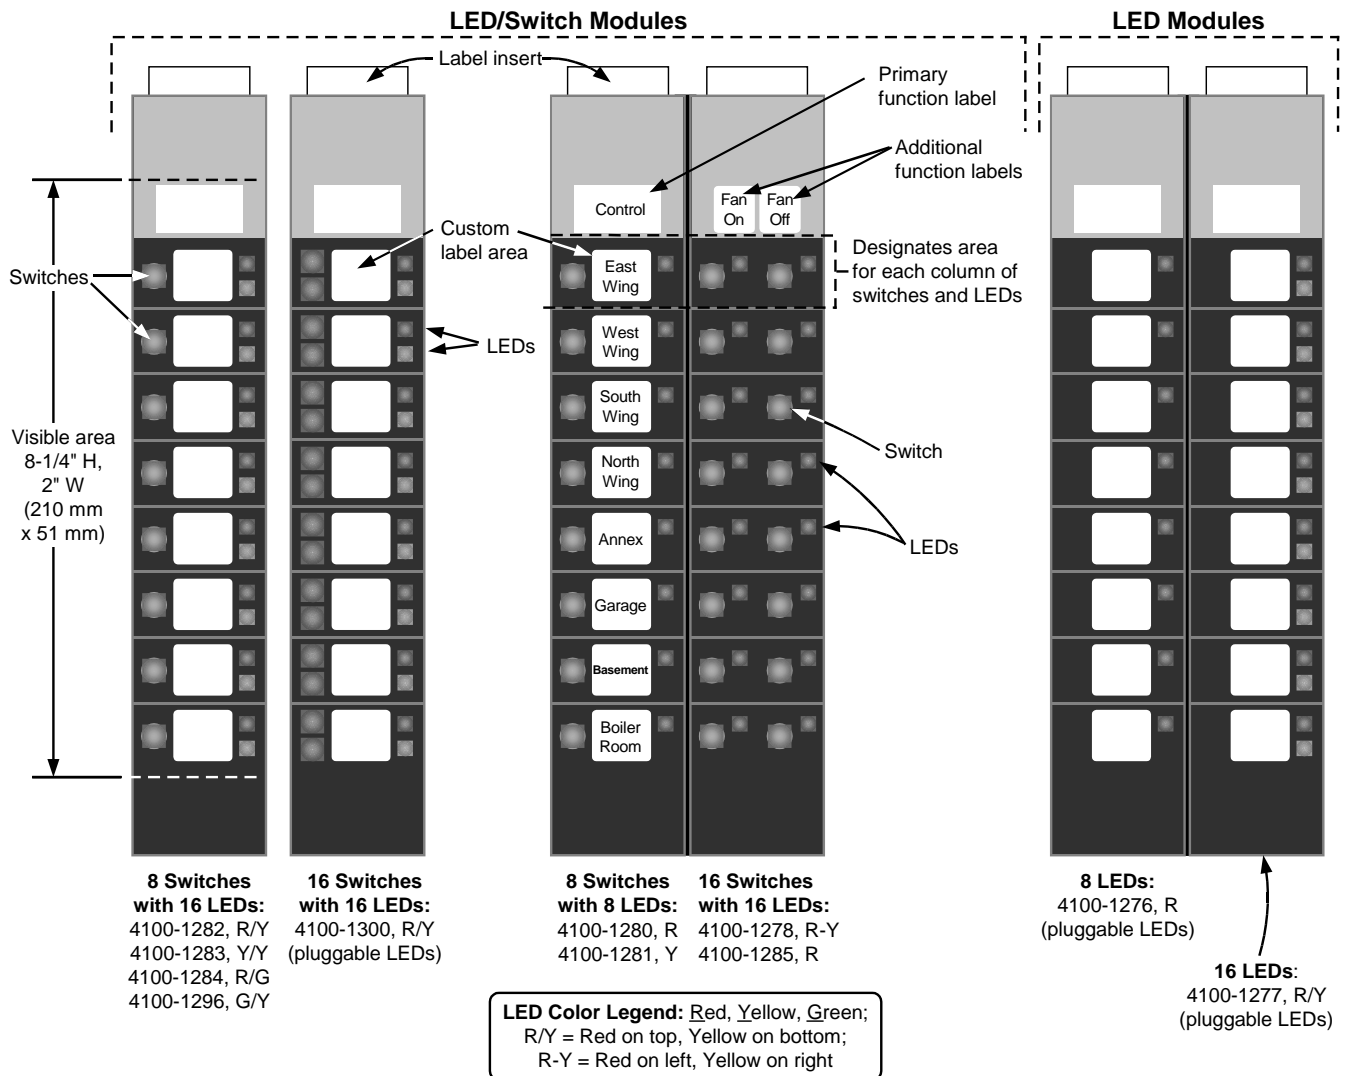 LED/Switch Modules
LED Modules
Label insert
Primary
function label
Additional
function labels
Control
Fan
On
Fan
Off
Custom
label area
Designates area
for each column of
switches and LEDs
Switches
East
Wing
West
Wing
LEDs
South
Wing
Switch
Visible area
8-1/4" H,
2" W
(210 mm
x 51 mm)
North
Wing
Annex
LEDs
Garage
Basement
Boiler
Room
8 Switches
with 16 LEDs:
4100-1282, R/Y
4100-1283, Y/Y
4100-1284, R/G
4100-1296, G/Y
16 Switches
with 16 LEDs:
4100-1300, R/Y
(pluggable LEDs)
8 Switches
with 8 LEDs:
4100-1280, R
4100-1281, Y
16 Switches
with 16 LEDs:
4100-1278, R-Y
4100-1285, R
8 LEDs:
4100-1276, R
(pluggable LEDs)
16 LEDs:
4100-1277, R/Y
(pluggable LEDs)
LED Color Legend: Red, Yellow, Green;
R/Y = Red on top, Yellow on bottom;
R-Y = Red on left, Yellow on right